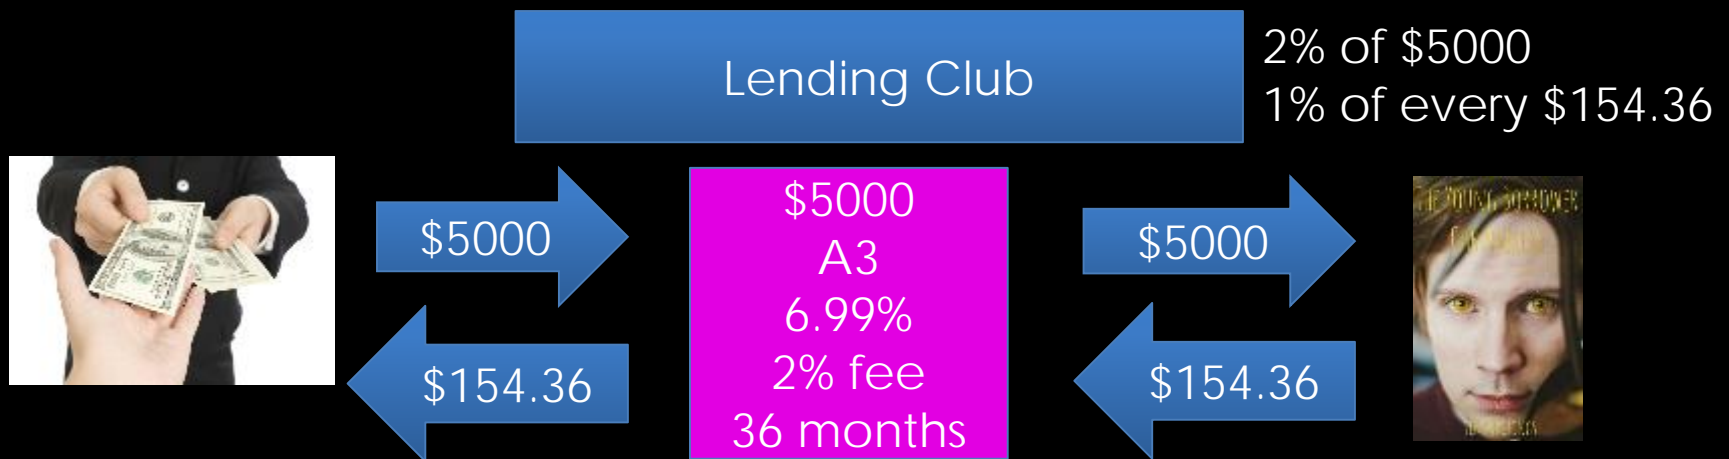 Lending Club
2% of $5000
1% of every $154.36
$5000
$154.36
$5000
A3
6.99%
2% fee
36 months
$5000
$154.36